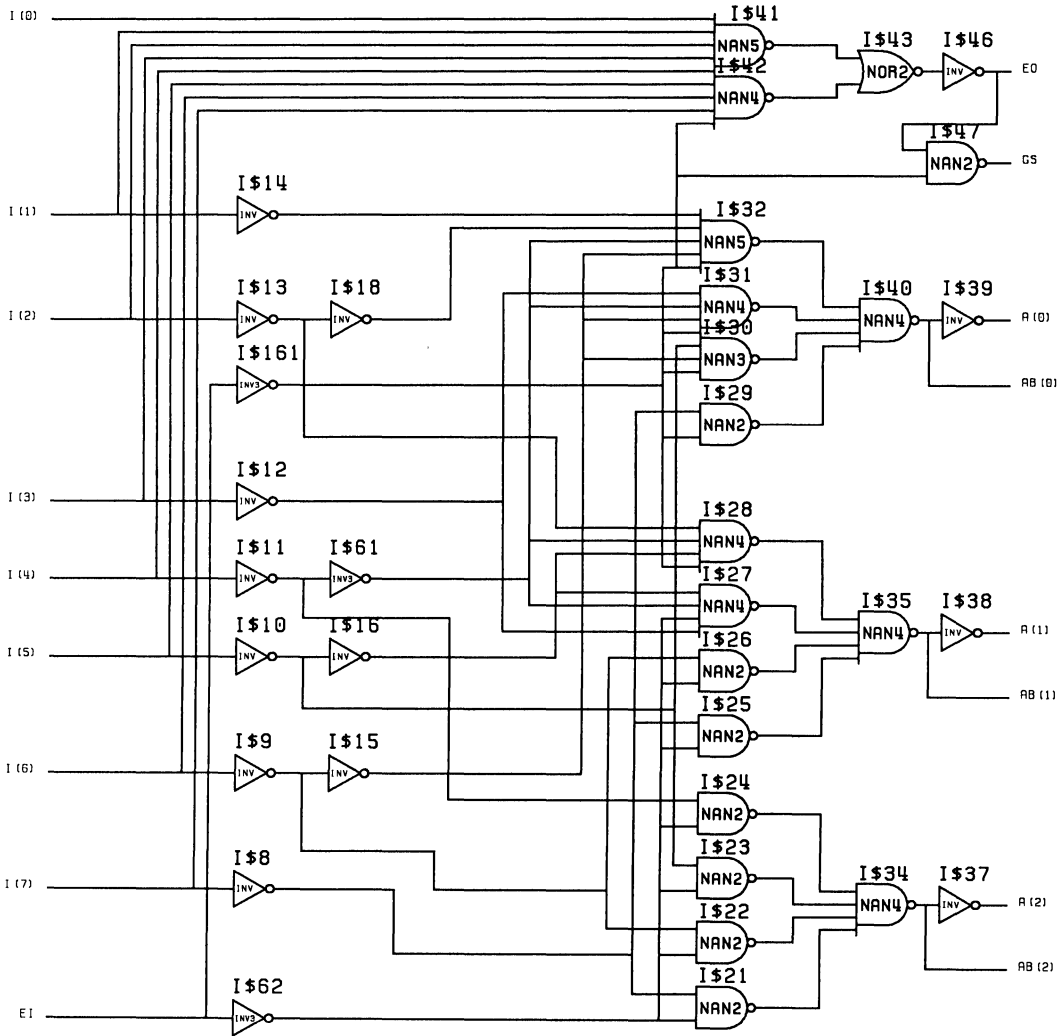 I(0)
I$41
NAN5
I$43
NOR2
I$46
INV
EO
I$42
NAN4
I$47
NAN2
GS
I$14
I(1)
INV
I$32
NAN5
I$13
I$18
I(2)
INV
INV
I$31
NAN4
I$40
NAN4
I$39
INV
A(0)
I$30
NAN3
I$161
INV3
AB(0)
I$29
NAN2
I$12
I(3)
INV
I$28
NAN4
I$11
I$61
I(4)
INV
INV3
I$27
NAN4
I$35
NAN4
I$38
INV
A(1)
I$10
I$16
I(5)
INV
INV
I$26
NAN2
AB(1)
I$25
NAN2
I$9
I$15
I(6)
INV
INV
I$24
NAN2
I$23
NAN2
I$8
I(7)
INV
I$34
NAN4
I$37
INV
A(2)
I$22
NAN2
AB(2)
I$21
NAN2
I$62
EI
INV3